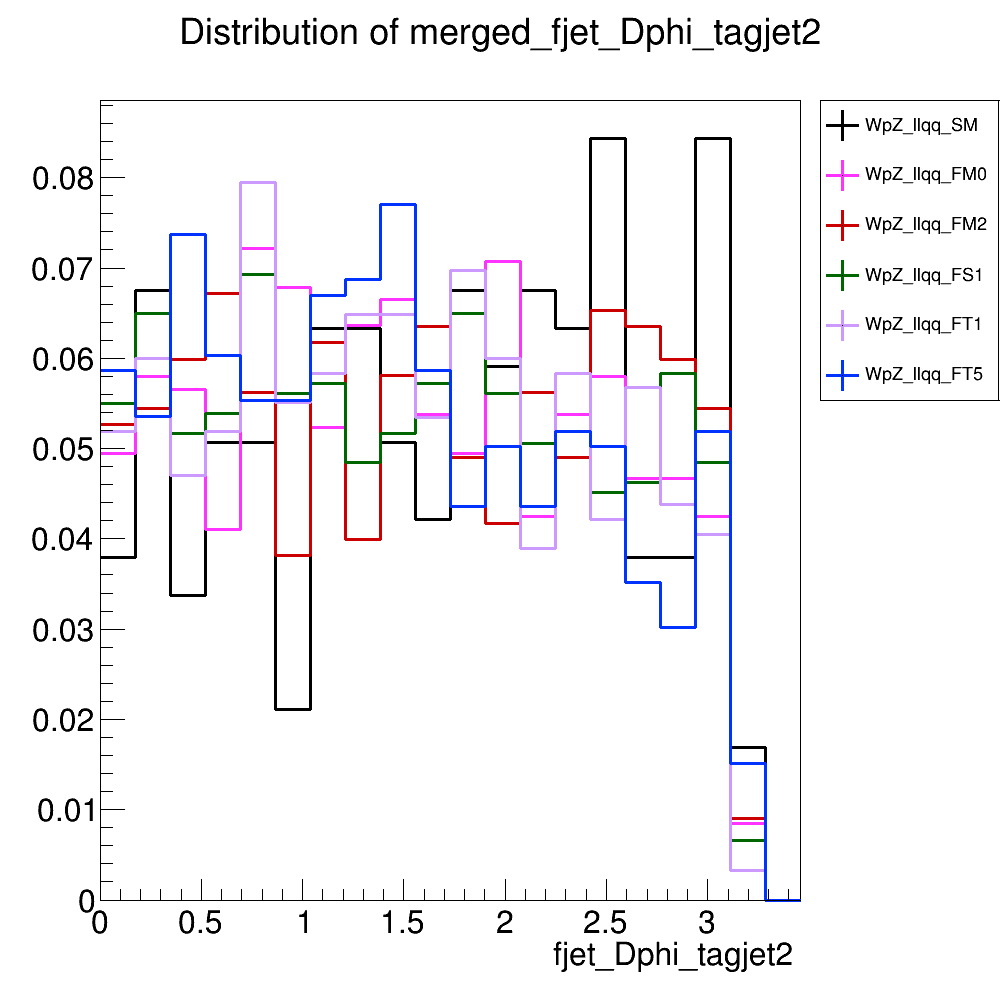 Distribution of merged_fjet_Dphi_tagjet2
WpZ_llqq_SM
WpZ_llqq_FM0
WpZ_llqq_FM2
WpZ_llqq_FS1
WpZ_llqq_FT1
WpZ_llqq_FT5
0.08
0.07
0.06
0.05
0.04
0.03
0.02
0.01
0
0 0.5 1 1.5 2 2.5 3
fjet_Dphi_tagjet2